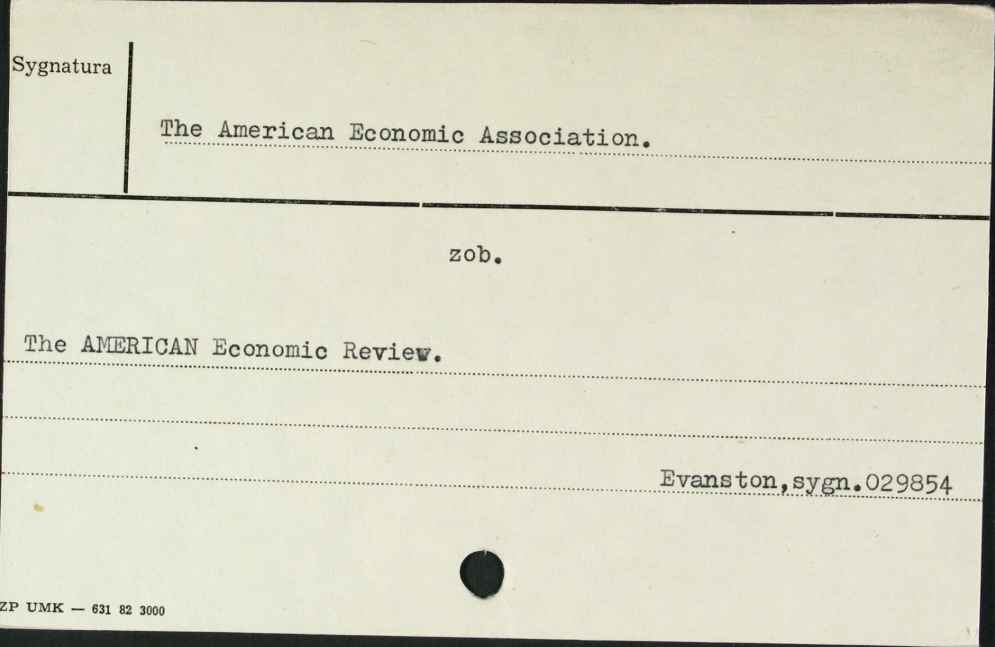 Sygnatura
The American Economic Association.
zob.
The AMERICAN Economic Review.
Evanston,sygn.029854
ZP UMK — 631 82 3000